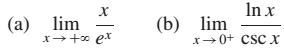 (a) lim x→+∞ x/e^x (b) lim x→0+ ln x/csc x